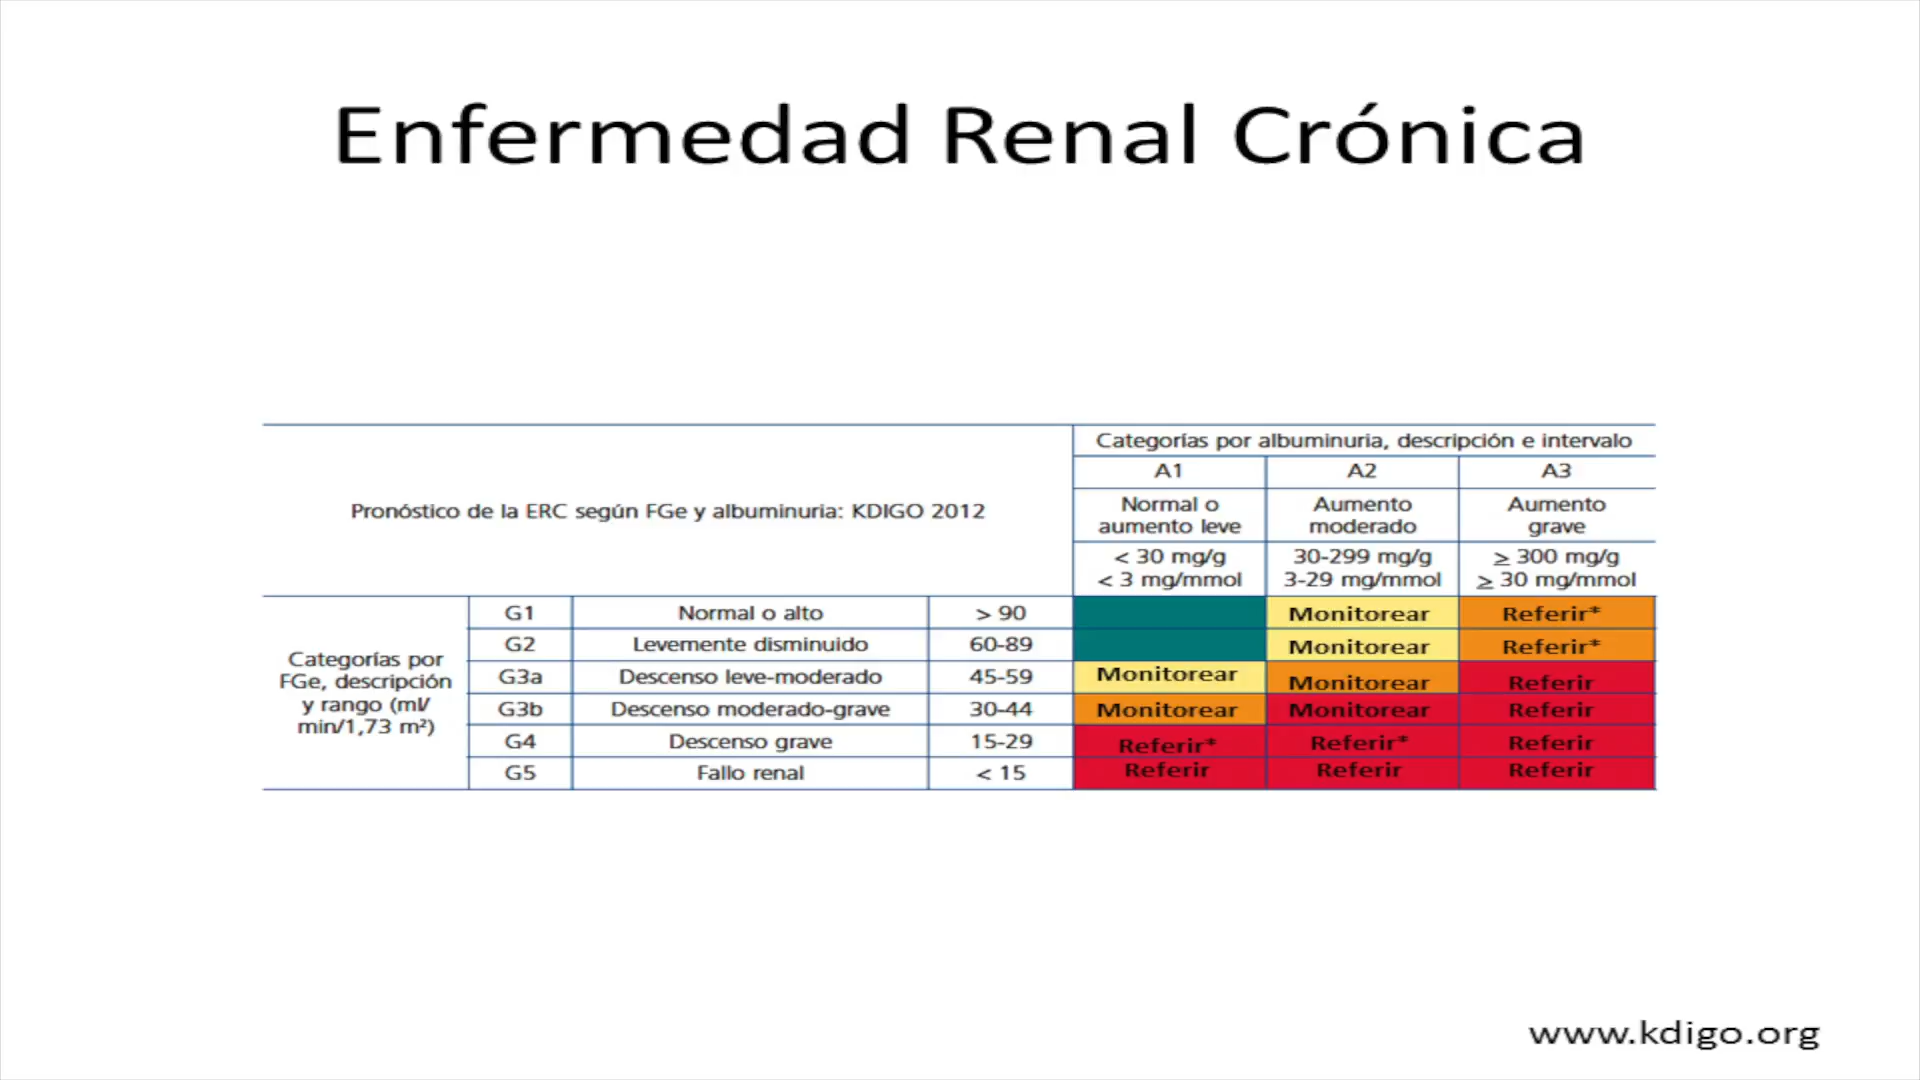 Enfermedad Renal Crónica
Pronóstico de la ERC según FGe y albuminuria: KDIGO 2012
Categorías por albuminuria, descripción e intervalo
A1 A2 A3
Normal o aumento leve
Aumento moderado
Aumento grave
< 30 mg/g
< 3 mg/mmol
30-299 mg/g
3-29 mg/mmol
≥ 300 mg/g
≥ 30 mg/mmol
Categorías por
FGe, descripción
y rango (ml/
min/1,73 m²)
G1 Normal o alto > 90 Monitorear Referir*
G2 Levemente disminuido 60-89 Monitorear Referir*
G3a Descenso leve-moderado 45-59 Monitorear Monitorear Referir
G3b Descenso moderado-grave 30-44 Monitorear Monitorear Referir
G4 Descenso grave 15-29 Referir* Referir* Referir
G5 Fallo renal < 15 Referir Referir Referir
www.kdigo.org